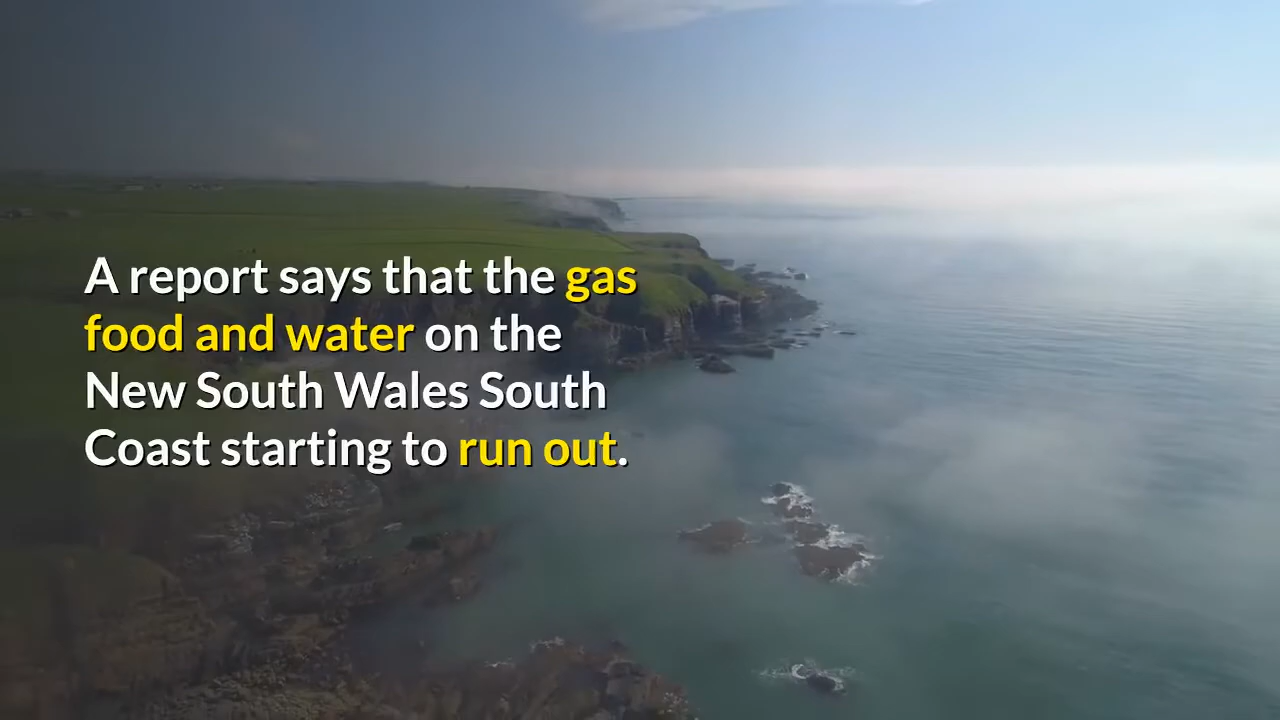 A report says that the gas
food and water on the
New South Wales South
Coast starting to run out.